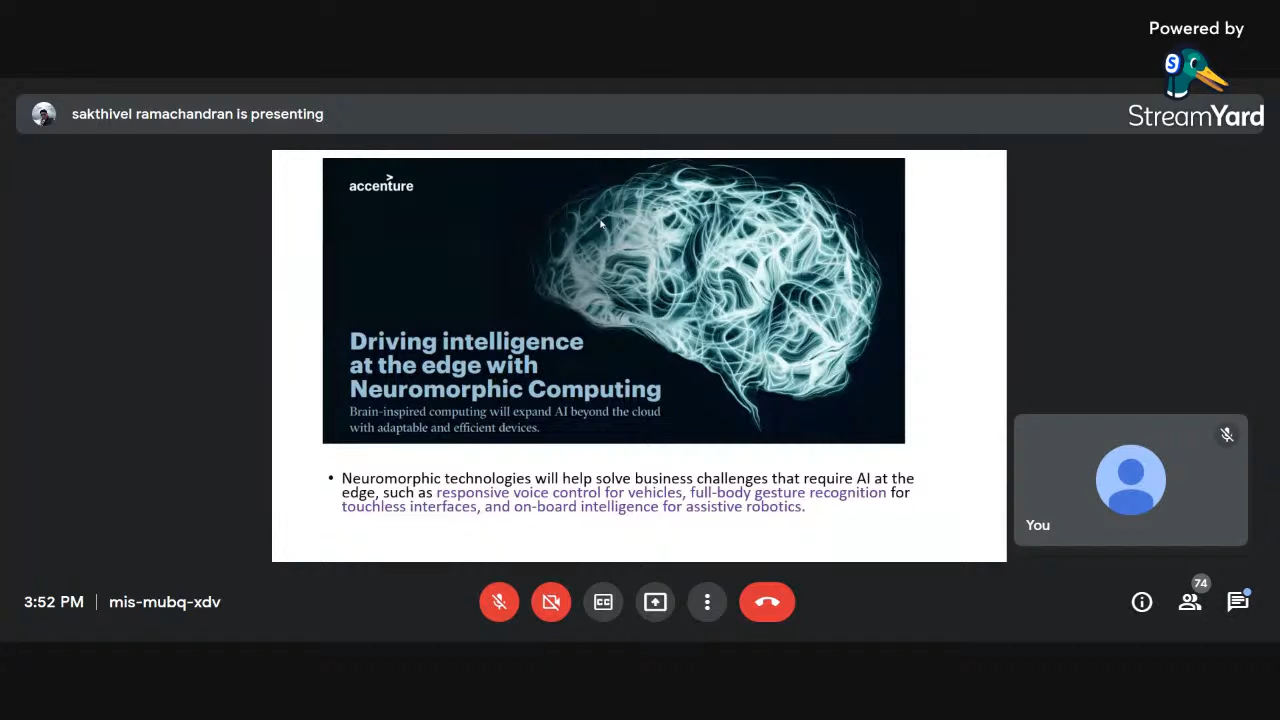 Powered by
StreamYard
sakthivel ramachandran is presenting
accenture
Driving intelligence
at the edge with
Neuromorphic Computing
Brain-inspired computing will expand AI beyond the cloud
with adaptable and efficient devices.
• Neuromorphic technologies will help solve business challenges that require AI at the
edge, such as responsive voice control for vehicles, full-body gesture recognition for
touchless interfaces, and on-board intelligence for assistive robotics.
You
3:52 PM | mis-mubq-xdv
CC
74